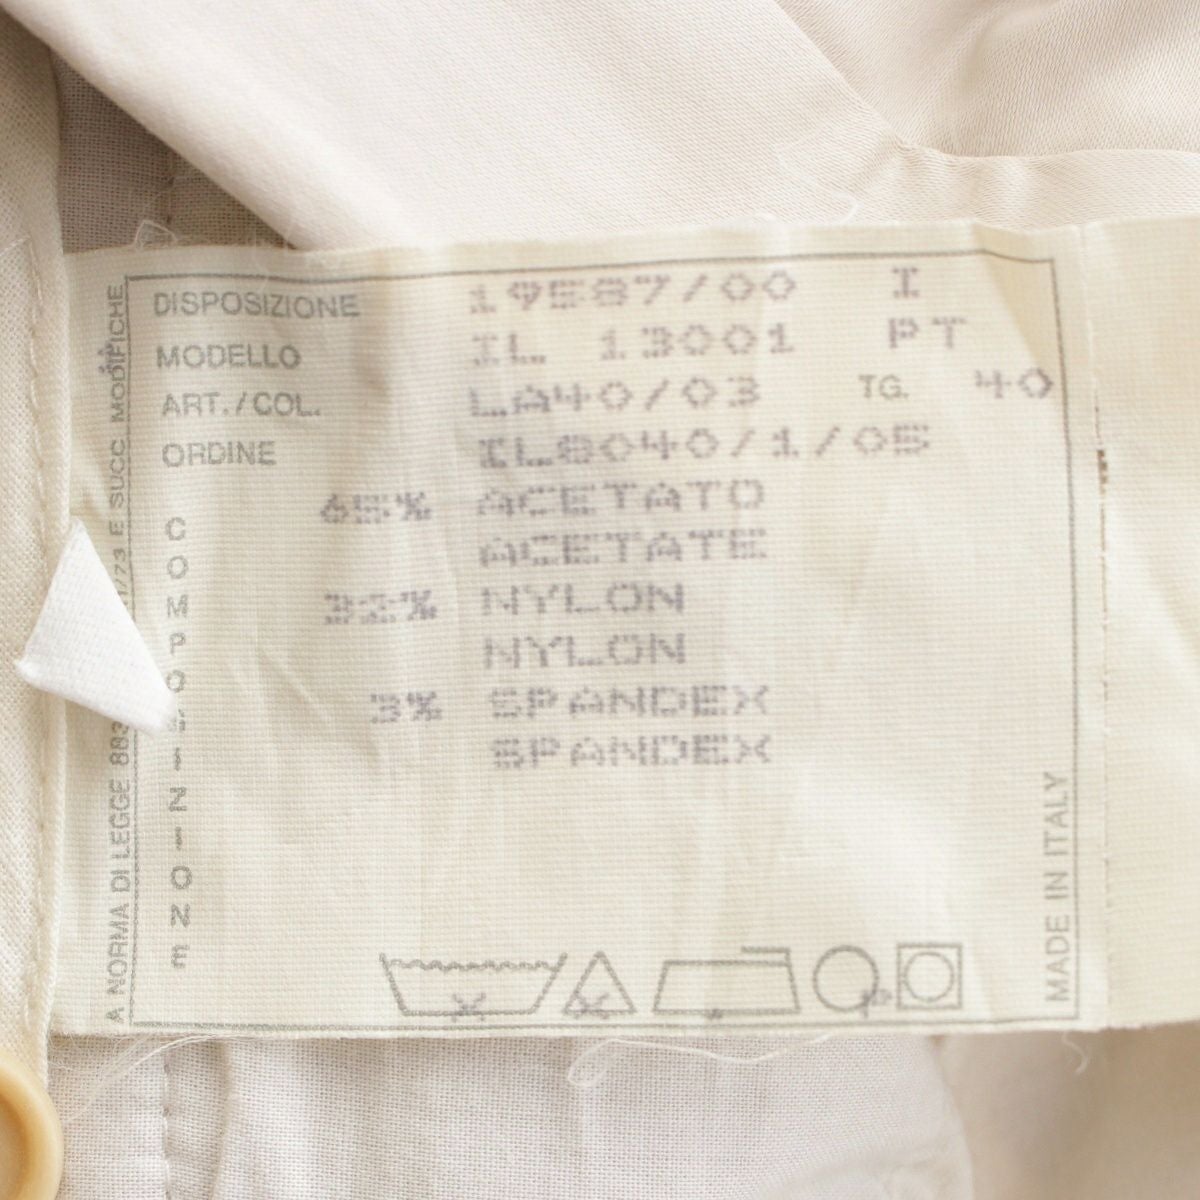 DISPOSIZIONE 19587/00 I
MODELLO IL 13001 PT
ART./COL. LA40/03 TG. 40
ORDINE IL8040/1/05
COMPOSIZIONE
65% ACETATO
ACETATE
32% NYLON
NYLON
3% SPANDEX
SPANDEX
A NORMA DI LEGGE 883 /73 E SUCC MODIFICHE
MADE IN ITALY
P